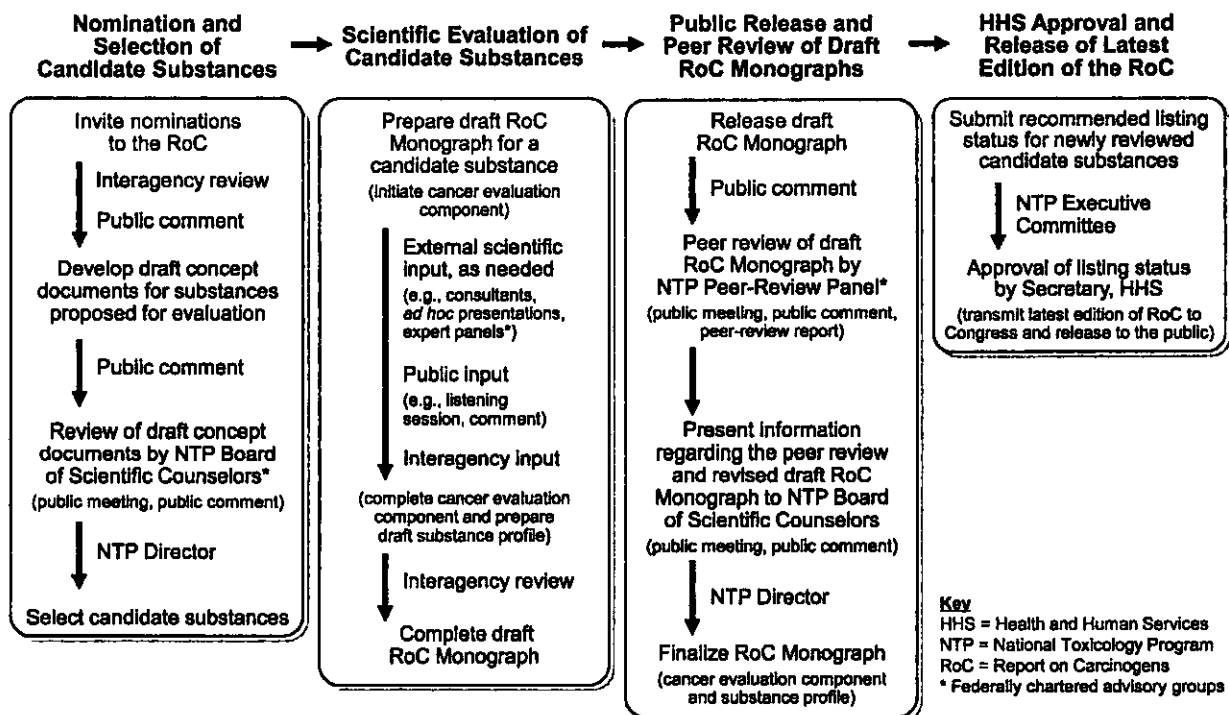 Nomination and
Selection of
Candidate Substances
Invite nominations
to the RoC
Interagency review
Public comment
Develop draft concept
documents for substances
proposed for evaluation
Public comment
Review of draft concept
documents by NTP Board
of Scientific Counselors*
(public meeting, public comment)
NTP Director
Select candidate substances
Scientific Evaluation of
Candidate Substances
Prepare draft RoC
Monograph for a
candidate substance
(initiate cancer evaluation
component)
External scientific
input, as needed
(e.g., consultants,
ad hoc presentations,
expert panels*)
Public input
(e.g., listening
session, comment)
Interagency input
(complete cancer evaluation
component and prepare
draft substance profile)
Interagency review
Complete draft
RoC Monograph
Public Release and
Peer Review of Draft
RoC Monographs
Release draft
RoC Monograph
Public comment
Peer review of draft
RoC Monograph by
NTP Peer-Review Panel*
(public meeting, public comment,
peer-review report)
Present information
regarding the peer review
and revised draft RoC
Monograph to NTP Board
of Scientific Counselors
(public meeting, public comment)
NTP Director
Finalize RoC Monograph
(cancer evaluation component
and substance profile)
HHS Approval and
Release of Latest
Edition of the RoC
Submit recommended listing
status for newly reviewed
candidate substances
NTP Executive
Committee
Approval of listing status
by Secretary, HHS
(transmit latest edition of RoC to
Congress and release to the public)
Key
HHS = Health and Human Services
NTP = National Toxicology Program
RoC = Report on Carcinogens
* Federally chartered advisory groups